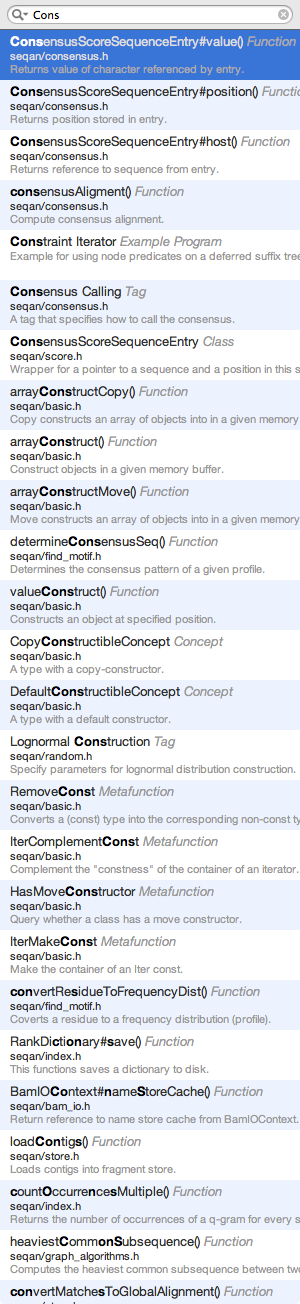 Cons
ConsensusScoreSequenceEntry#value() Function
seqan/consensus.h
Returns value of character referenced by entry.
ConsensusScoreSequenceEntry#position() Functio
seqan/consensus.h
Returns position stored in entry.
ConsensusScoreSequenceEntry#host() Function
seqan/consensus.h
Returns reference to sequence from entry.
consensusAligment() Function
seqan/consensus.h
Compute consensus alignment.
Constraint Iterator Example Program
Example for using node predicates on a deferred suffix tree
Consensus Calling Tag
seqan/consensus.h
A tag that specifies how to call the consensus.
ConsensusScoreSequenceEntry Class
seqan/score.h
Wrapper for a pointer to a sequence and a position in this s
arrayConstructCopy() Function
seqan/basic.h
Copy constructs an array of objects into in a given memory
arrayConstruct() Function
seqan/basic.h
Construct objects in a given memory buffer.
arrayConstructMove() Function
seqan/basic.h
Move constructs an array of objects into in a given memory
determineConsensusSeq() Function
seqan/find_motif.h
Determines the consensus pattern of a given profile.
valueConstruct() Function
seqan/basic.h
Constructs an object at specified position.
CopyConstructibleConcept Concept
seqan/basic.h
A type with a copy-constructor.
DefaultConstructibleConcept Concept
seqan/basic.h
A type with a default constructor.
Lognormal Construction Tag
seqan/random.h
Specify parameters for lognormal distribution construction.
RemoveConst Metafunction
seqan/basic.h
Converts a (const) type into the corresponding non-const ty
IterComplementConst Metafunction
seqan/basic.h
Complement the "constness" of the container of an iterator.
HasMoveConstructor Metafunction
seqan/basic.h
Query whether a class has a move constructor.
IterMakeConst Metafunction
seqan/basic.h
Make the container of an Iter const.
convertResidueToFrequencyDist() Function
seqan/find_motif.h
Coverts a residue to a frequency distribution (profile).
RankDictionary#save() Function
seqan/index.h
This functions saves a dictionary to disk.
BamIOContext#nameStoreCache() Function
seqan/bam_io.h
Return reference to name store cache from BamIOContext.
loadContigs() Function
seqan/store.h
Loads contigs into fragment store.
countOccurrencesMultiple() Function
seqan/index.h
Returns the number of occurrences of a q-gram for every s
heaviestCommonSubsequence() Function
seqan/graph_algorithms.h
Computes the heaviest common subsequence between two
convertMatchesToGlobalAlignment() Function